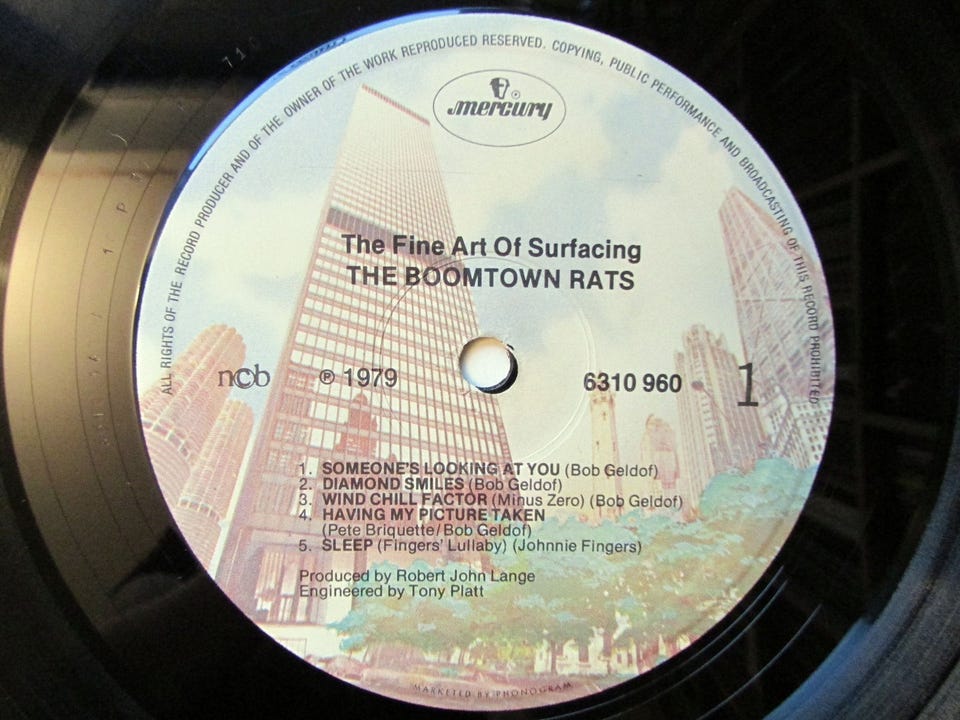 ALL RIGHTS OF THE RECORD PRODUCER AND OF THE OWNER OF THE WORK REPRODUCED RESERVED. COPYING, PUBLIC PERFORMANCE AND BROADCASTING OF THIS RECORD PROHIBITED
mercury
The Fine Art Of Surfacing
THE BOOMTOWN RATS
ncb ℗ 1979 6310 960 1
1. SOMEONE'S LOOKING AT YOU (Bob Geldof)
2. DIAMOND SMILES (Bob Geldof)
3. WIND CHILL FACTOR (Minus Zero) (Bob Geldof)
4. HAVING MY PICTURE TAKEN
(Pete Briquette/Bob Geldof)
5. SLEEP (Fingers' Lullaby) (Johnnie Fingers)
Produced by Robert John Lange
Engineered by Tony Platt
MARKETED BY PHONOGRAM